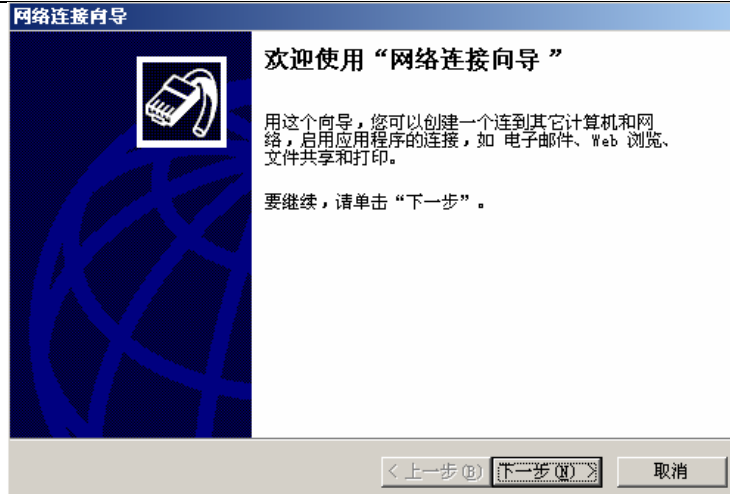 网络连接向导
欢迎使用“网络连接向导 ”
用这个向导，您可以创建一个连到其它计算机和网
络，启用应用程序的连接，如 电子邮件、Web 浏览、
文件共享和打印。
要继续，请单击“下一步”。
< 上一步(B) 下一步(N) > 取消